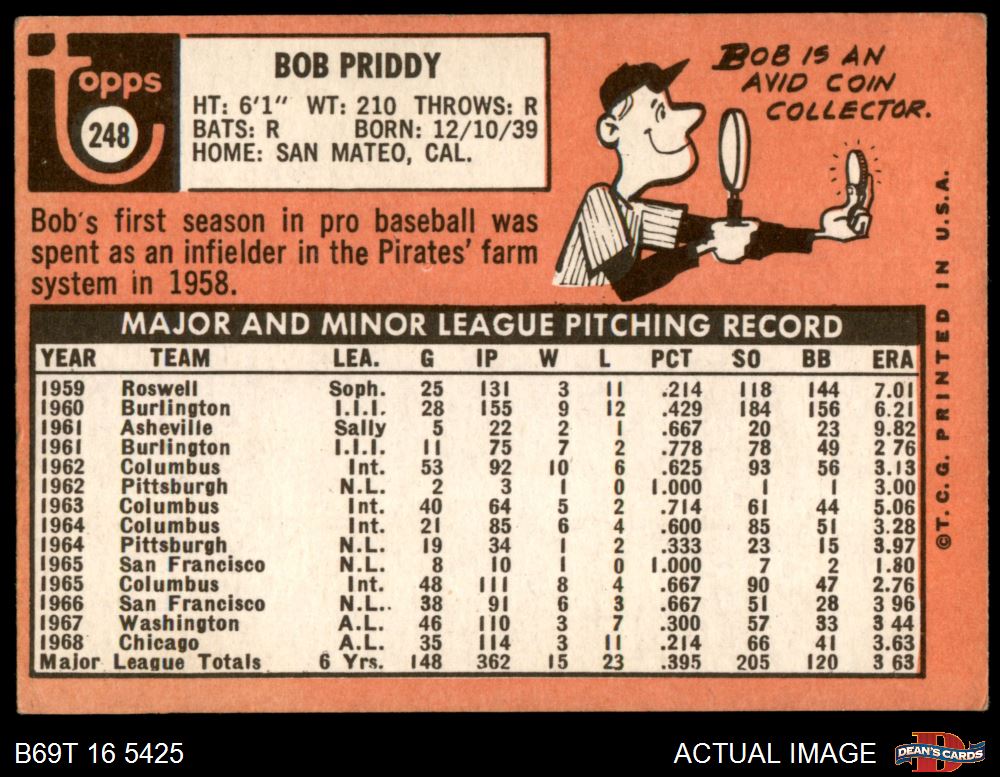 topps
248
BOB PRIDDY
HT: 6'1" WT: 210 THROWS: R
BATS: R BORN: 12/10/39
HOME: SAN MATEO, CAL.
BOB IS AN
AVID COIN
COLLECTOR.
Bob's first season in pro baseball was
spent as an infielder in the Pirates' farm
system in 1958.
MAJOR AND MINOR LEAGUE PITCHING RECORD
YEAR TEAM LEA. G IP W L PCT SO BB ERA
1959 Roswell Soph. 25 131 3 11 .214 118 144 7.01
1960 Burlington I.I.I. 28 155 9 12 .429 184 156 6.21
1961 Asheville Sally 5 22 2 1 .667 20 23 9.82
1961 Burlington I.I.I. 11 75 7 2 .778 78 49 2 76
1962 Columbus Int. 53 92 10 6 .625 93 56 3.13
1962 Pittsburgh N.L. 2 3 1 0 1.000 1 1 3.00
1963 Columbus Int. 40 64 5 2 .714 61 44 5.06
1964 Columbus Int. 21 85 6 4 .600 85 51 3.28
1964 Pittsburgh N.L. 19 34 1 2 .333 23 15 3.97
1965 San Francisco N.L. 8 10 1 0 1.000 7 2 1.80
1965 Columbus Int. 48 111 8 4 .667 90 47 2.76
1966 San Francisco N.L. 38 91 6 3 .667 51 28 3 96
1967 Washington A.L. 46 110 3 7 .300 57 33 3 44
1968 Chicago A.L. 35 114 3 11 .214 66 41 3.63
Major League Totals 6 Yrs. 148 362 15 23 .395 205 120 3 63
©T.C.G. PRINTED IN U.S.A.
B69T 16 5425
ACTUAL IMAGE
DEAN'S CARDS